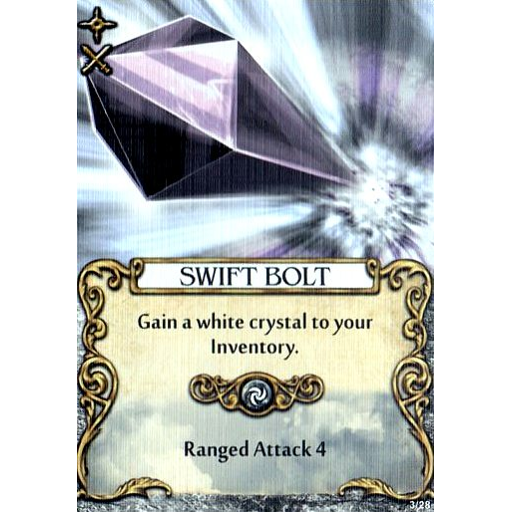 SWIFT BOLT
Gain a white crystal to your
Inventory.
Ranged Attack 4
3/28